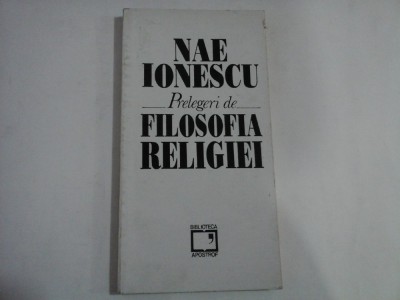 NAE
IONESCU
Prelegeri de
FILOSOFIA
RELIGIEI
BIBLIOTECA
APOSTROF